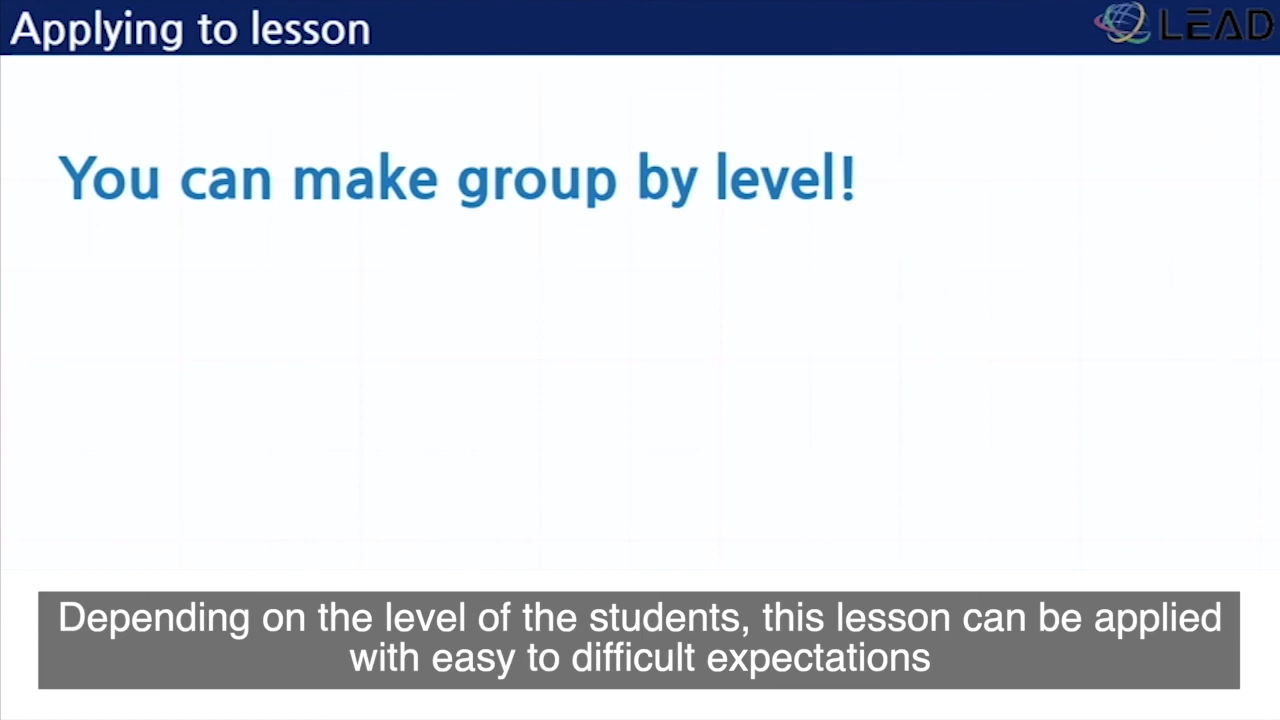 Applying to lesson
LEAD
You can make group by level!
Depending on the level of the students, this lesson can be applied
with easy to difficult expectations